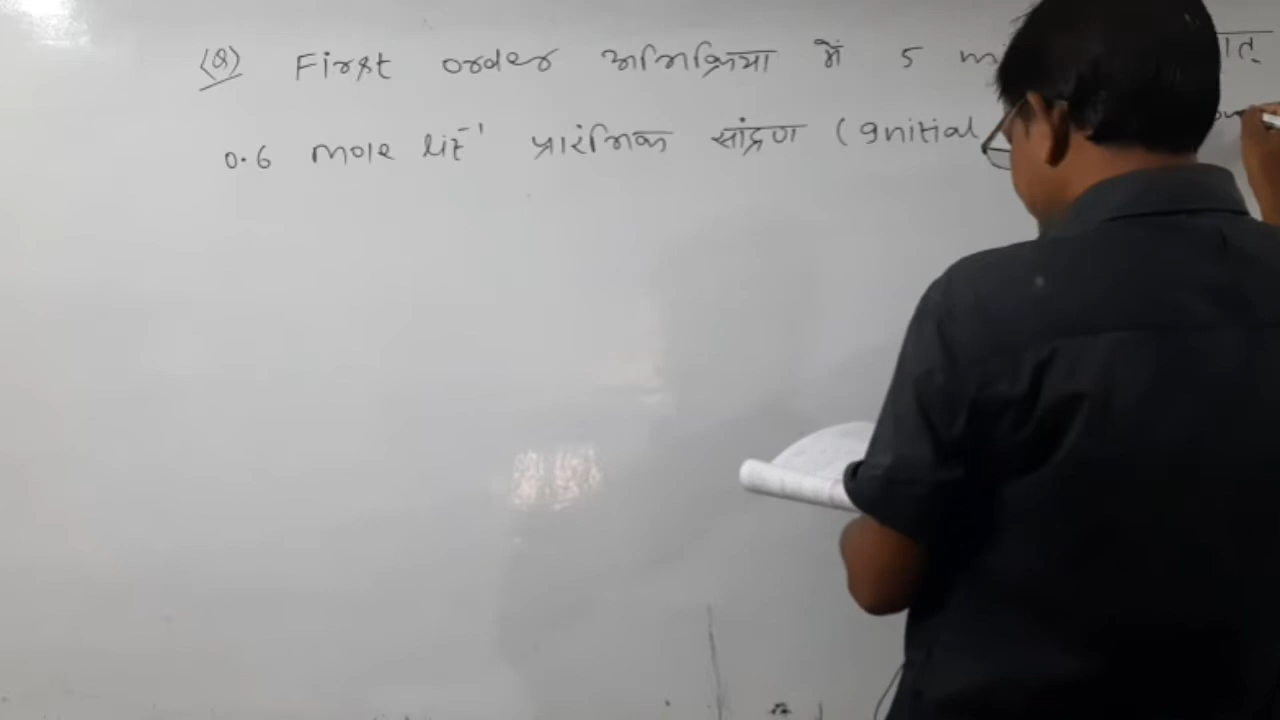 (Q) First order अभिक्रिया में 5
0.6 mole lit⁻¹ प्रारंभिक सांद्रण (Initial